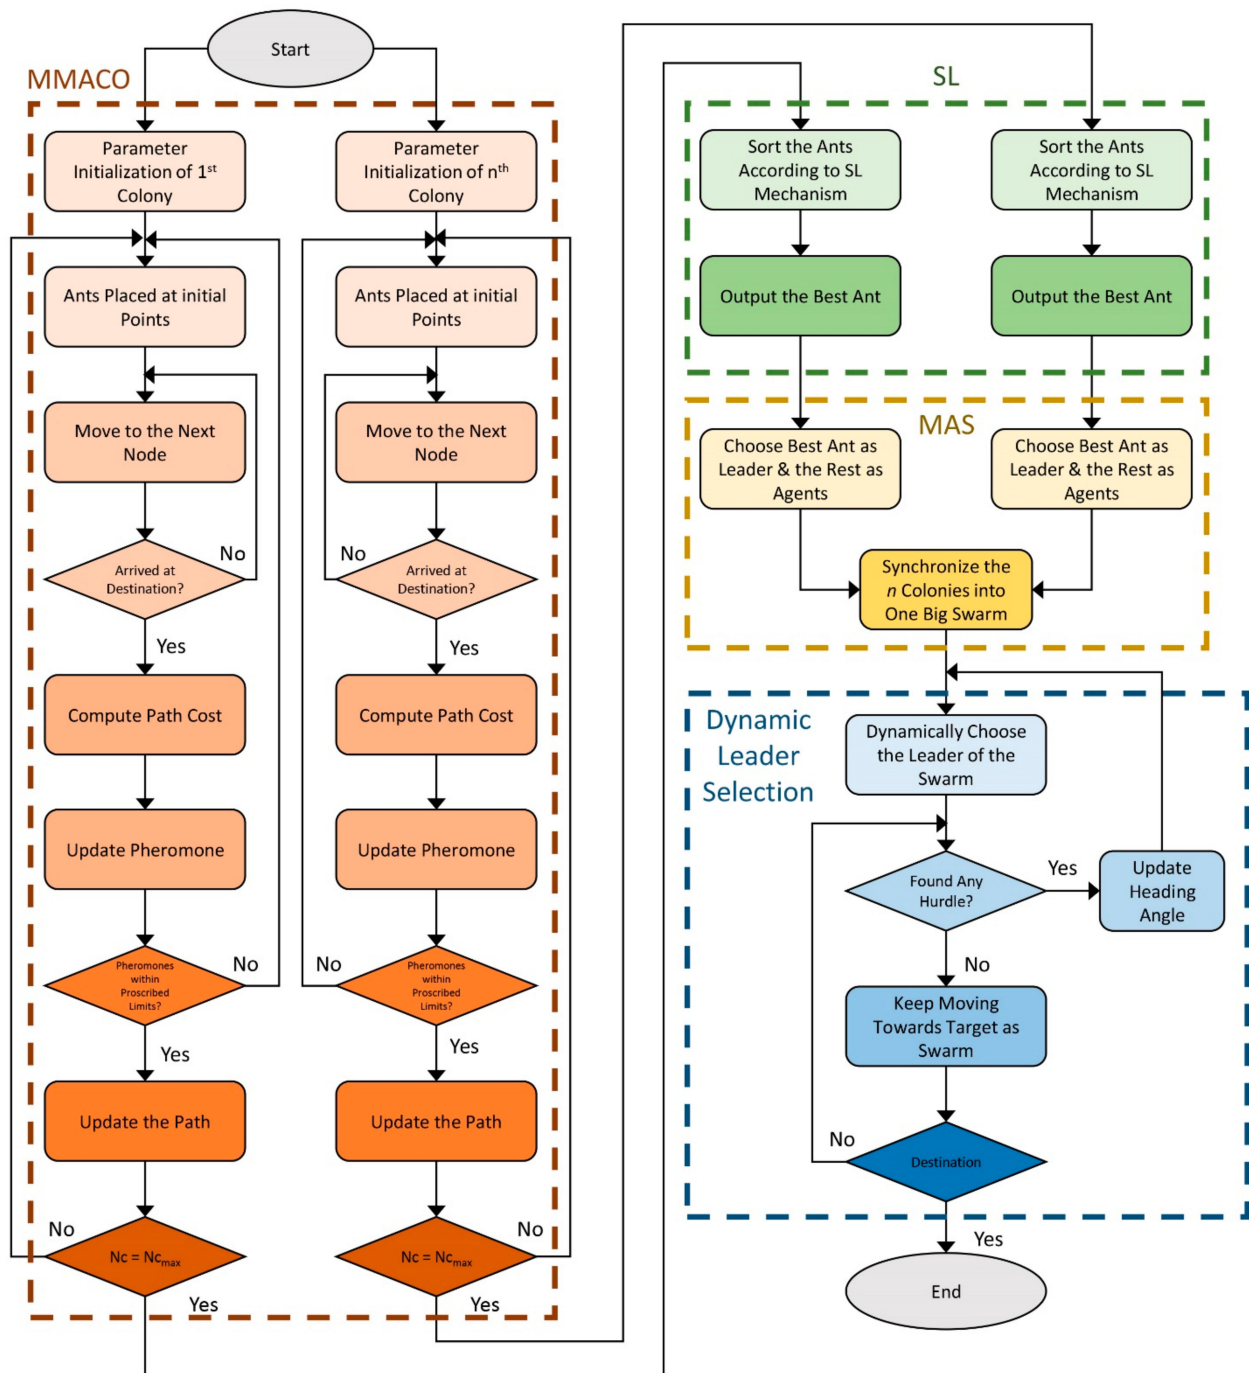 Start
MMACO
Parameter
Initialization of 1st
Colony
Parameter
Initialization of nth
Colony
Ants Placed at initial
Points
Ants Placed at initial
Points
Move to the Next
Node
Move to the Next
Node
Arrived at
Destination?
No
Yes
Arrived at
Destination?
No
Yes
Compute Path Cost
Compute Path Cost
Update Pheromone
Update Pheromone
Pheromones
within
Proscribed
Limits?
No
Yes
Pheromones
within
Proscribed
Limits?
No
Yes
Update the Path
Update the Path
No
Nc = Ncmax
Yes
No
Nc = Ncmax
Yes
SL
Sort the Ants
According to SL
Mechanism
Sort the Ants
According to SL
Mechanism
Output the Best Ant
Output the Best Ant
MAS
Choose Best Ant as
Leader & the Rest as
Agents
Choose Best Ant as
Leader & the Rest as
Agents
Synchronize the
n Colonies into
One Big Swarm
Dynamic
Leader
Selection
Dynamically Choose
the Leader of the
Swarm
Found Any
Hurdle?
Yes
Update
Heading
Angle
No
Keep Moving
Towards Target as
Swarm
No
Destination
Yes
End